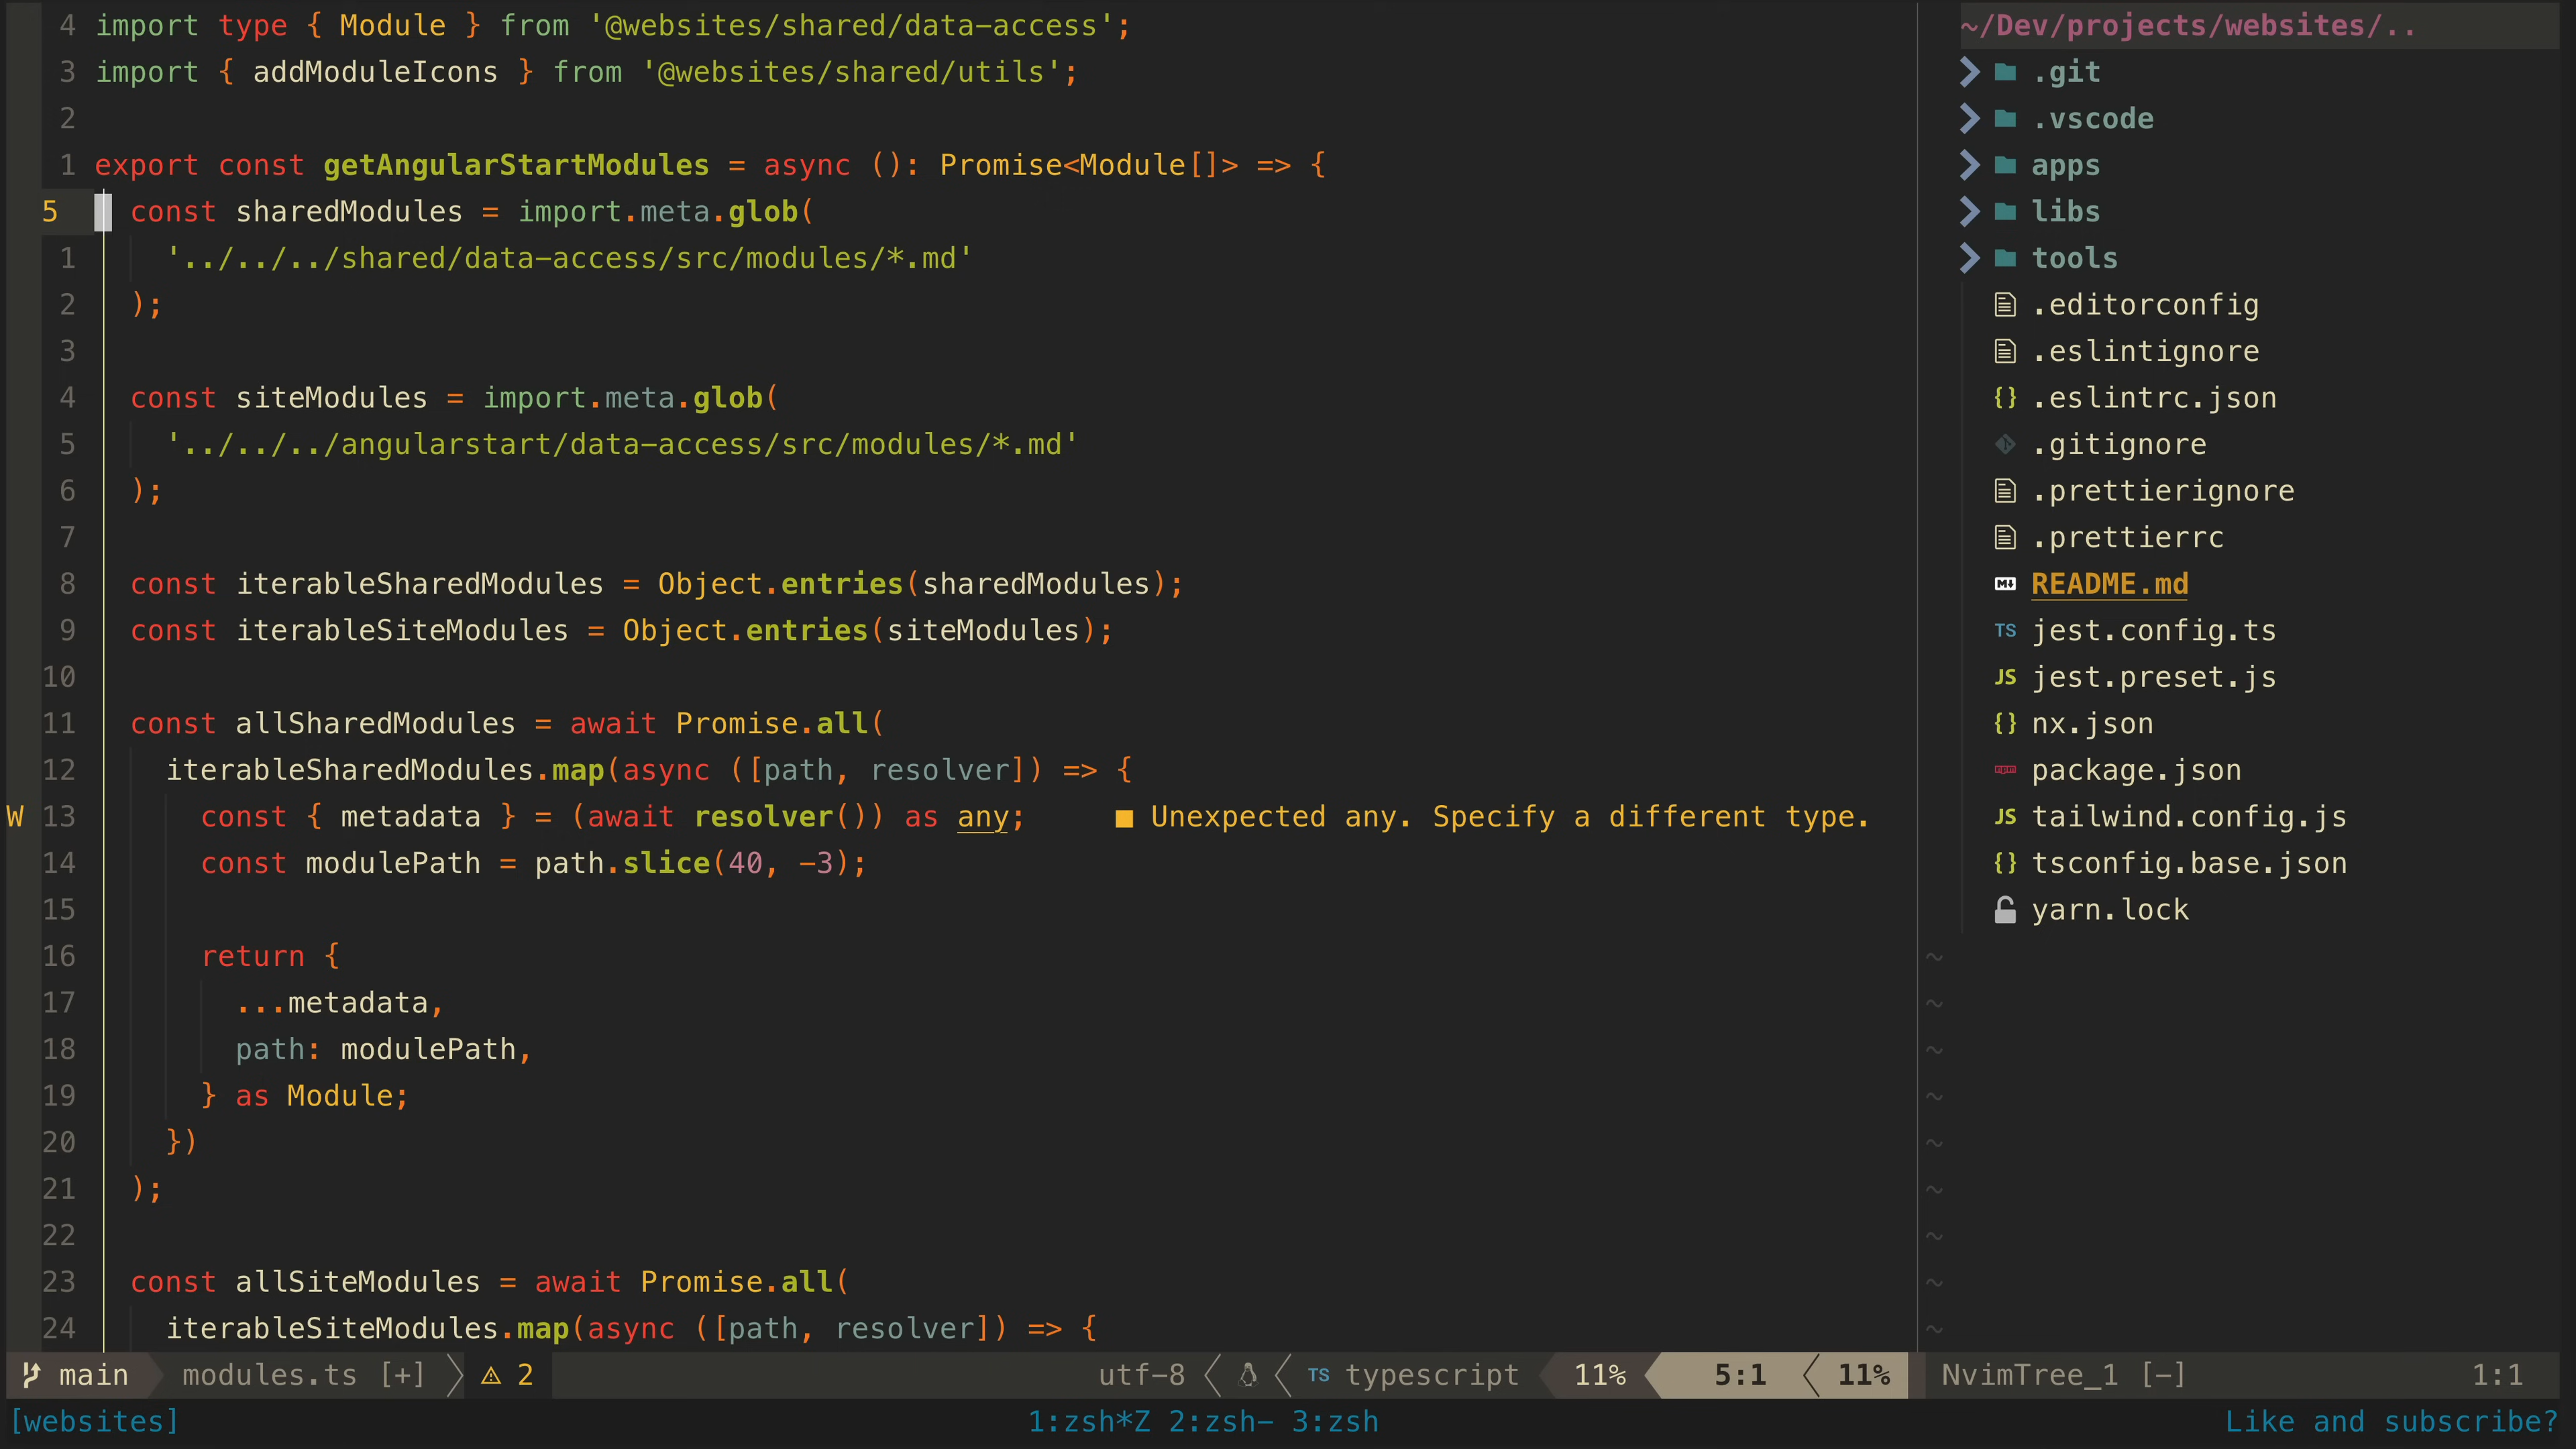 4 import type { Module } from '@websites/shared/data-access';
3 import { addModuleIcons } from '@websites/shared/utils';
2
1 export const getAngularStartModules = async (): Promise<Module[]> => {
5 const sharedModules = import.meta.glob(
1 '../../../shared/data-access/src/modules/*.md'
2 );
3
4 const siteModules = import.meta.glob(
5 '../../../angularstart/data-access/src/modules/*.md'
6 );
7
8 const iterableSharedModules = Object.entries(sharedModules);
9 const iterableSiteModules = Object.entries(siteModules);
10
11 const allSharedModules = await Promise.all(
12 iterableSharedModules.map(async ([path, resolver]) => {
W 13 const { metadata } = (await resolver()) as any; ■ Unexpected any. Specify a different type.
14 const modulePath = path.slice(40, -3);
15
16 return {
17 ...metadata,
18 path: modulePath,
19 } as Module;
20 })
21 );
22
23 const allSiteModules = await Promise.all(
24 iterableSiteModules.map(async ([path, resolver]) => {
~/Dev/projects/websites/..
.git
.vscode
apps
libs
tools
.editorconfig
.eslintignore
{} .eslintrc.json
.gitignore
.prettierignore
.prettierrc
M↓ README.md
TS jest.config.ts
JS jest.preset.js
{} nx.json
package.json
JS tailwind.config.js
{} tsconfig.base.json
yarn.lock
~
~
~
~
~
~
~
~
~
main modules.ts [+] ⚠ 2 utf-8 TS typescript 11% 5:1 11% NvimTree_1 [-] 1:1
[websites] 1:zsh*Z 2:zsh- 3:zsh Like and subscribe?